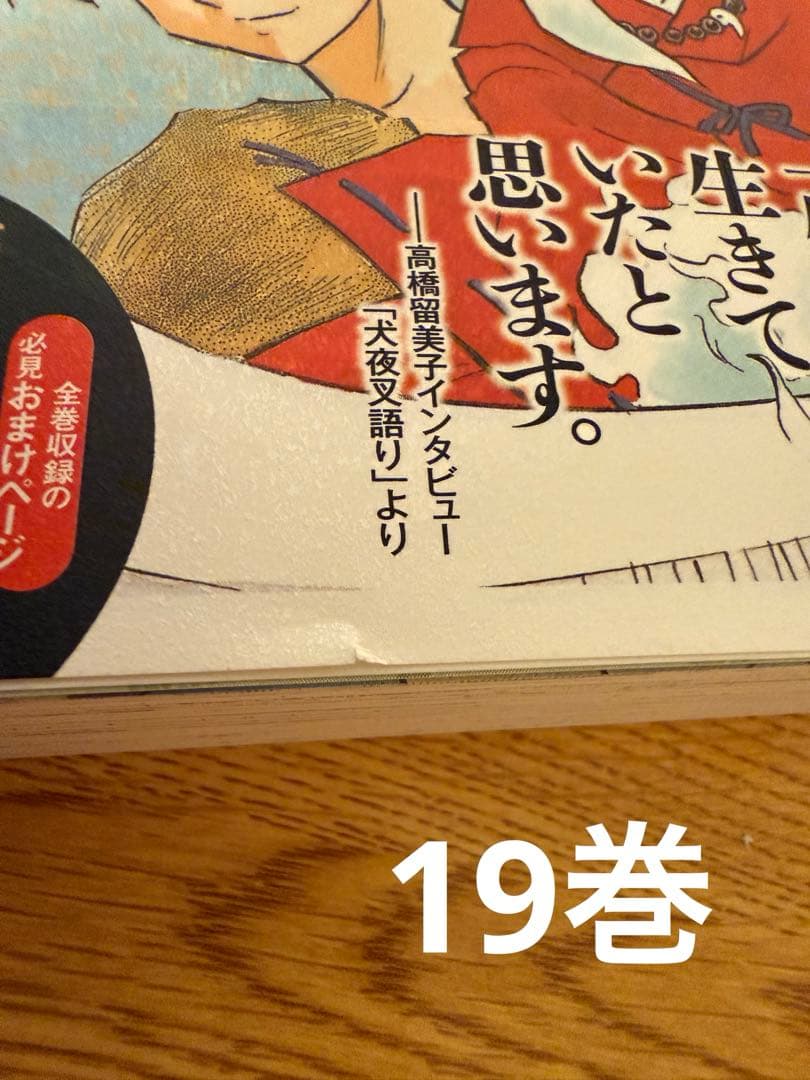 生きて
いたと
思います。
──高橋留美子インタビュー
「犬夜叉語り」より
全巻収録の
必見おまけページ
19巻